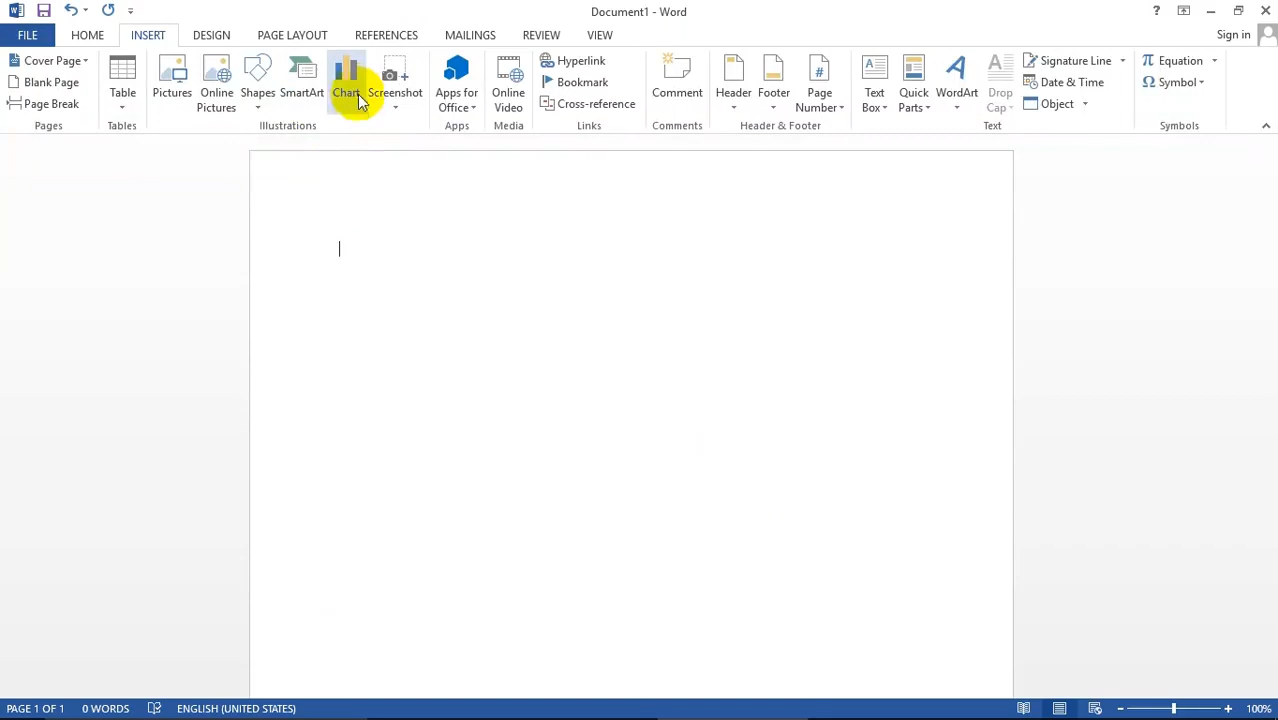 Document1 - Word
?
FILE HOME INSERT DESIGN PAGE LAYOUT REFERENCES MAILINGS REVIEW VIEW Sign in
Cover Page
Blank Page
Page Break
Pages
Table
Tables
Pictures
Online Pictures
Shapes
SmartArt
Chart
Screenshot
Illustrations
Apps for Office
Apps
Online Video
Media
Hyperlink
Bookmark
Cross-reference
Links
Comment
Comments
Header
Footer
Page Number
Header & Footer
Text Box
Quick Parts
WordArt
Drop Cap
Signature Line
Date & Time
Object
Text
Equation
Symbol
Symbols
PAGE 1 OF 1 0 WORDS ENGLISH (UNITED STATES) 100%